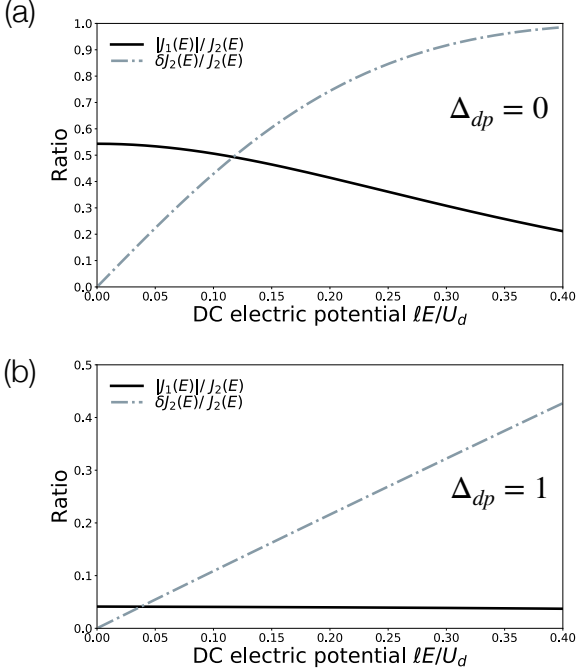 (a)
1.0
0.9
0.8
0.7
0.6
0.5
0.4
0.3
0.2
0.1
0.0
Ratio
|J₁(E)|/ J₂(E)
δJ₂(E)/ J₂(E)
Δdp = 0
0.00 0.05 0.10 0.15 0.20 0.25 0.30 0.35 0.40
DC electric potential ℓE/Ud
(b)
0.5
0.4
0.3
0.2
0.1
0.0
Ratio
|J₁(E)|/ J₂(E)
δJ₂(E)/ J₂(E)
Δdp = 1
0.00 0.05 0.10 0.15 0.20 0.25 0.30 0.35 0.40
DC electric potential ℓE/Ud